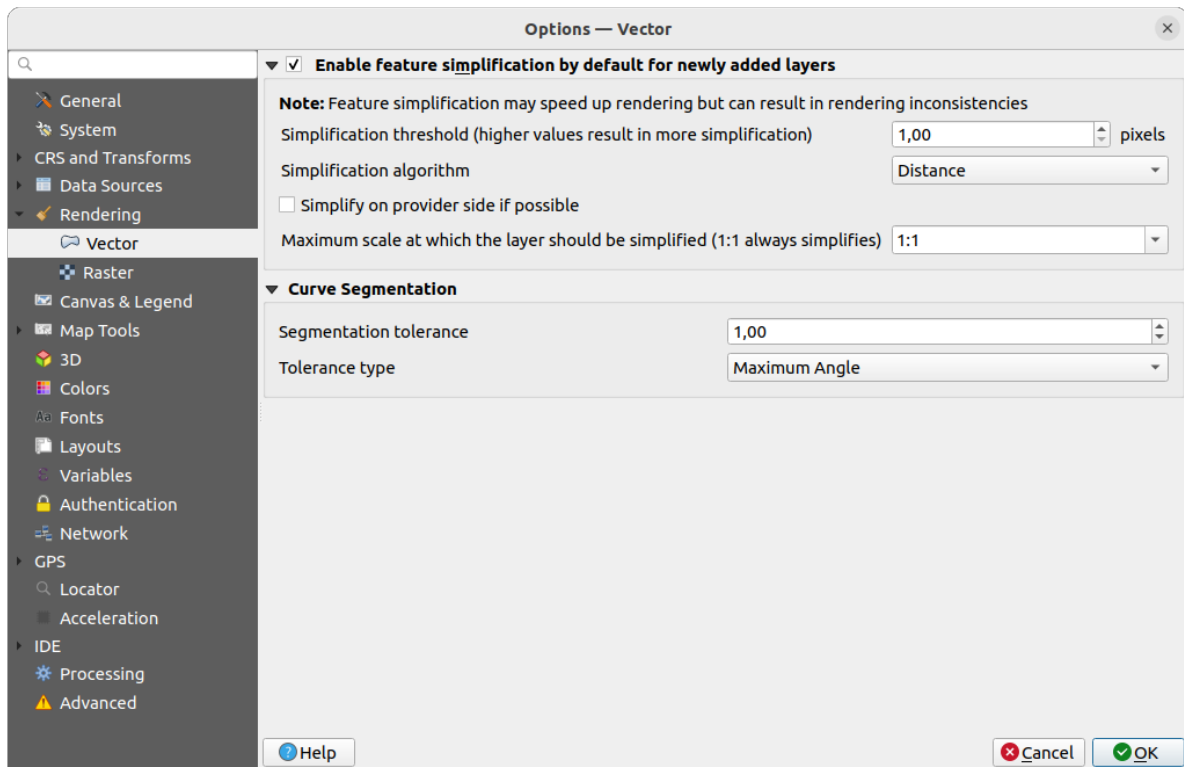 Options — Vector
General
System
CRS and Transforms
Data Sources
Rendering
Vector
Raster
Canvas & Legend
Map Tools
3D
Colors
Fonts
Layouts
Variables
Authentication
Network
GPS
Locator
Acceleration
IDE
Processing
Advanced
Enable feature simplification by default for newly added layers
Note: Feature simplification may speed up rendering but can result in rendering inconsistencies
Simplification threshold (higher values result in more simplification) 1,00 pixels
Simplification algorithm Distance
Simplify on provider side if possible
Maximum scale at which the layer should be simplified (1:1 always simplifies) 1:1
Curve Segmentation
Segmentation tolerance 1,00
Tolerance type Maximum Angle
Help Cancel OK